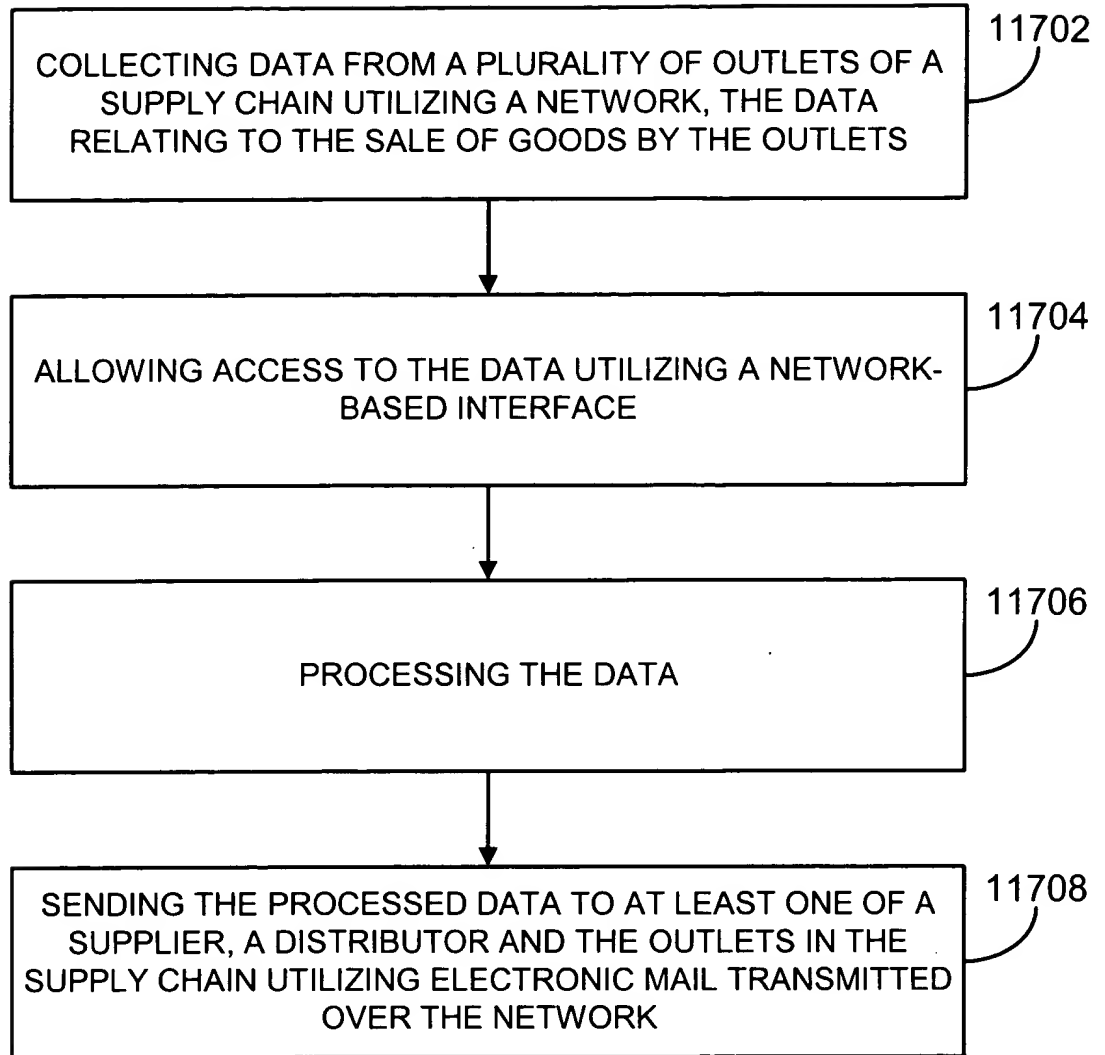 11702
COLLECTING DATA FROM A PLURALITY OF OUTLETS OF A
SUPPLY CHAIN UTILIZING A NETWORK, THE DATA
RELATING TO THE SALE OF GOODS BY THE OUTLETS
11704
ALLOWING ACCESS TO THE DATA UTILIZING A NETWORK-
BASED INTERFACE
11706
PROCESSING THE DATA
11708
SENDING THE PROCESSED DATA TO AT LEAST ONE OF A
SUPPLIER, A DISTRIBUTOR AND THE OUTLETS IN THE
SUPPLY CHAIN UTILIZING ELECTRONIC MAIL TRANSMITTED
OVER THE NETWORK